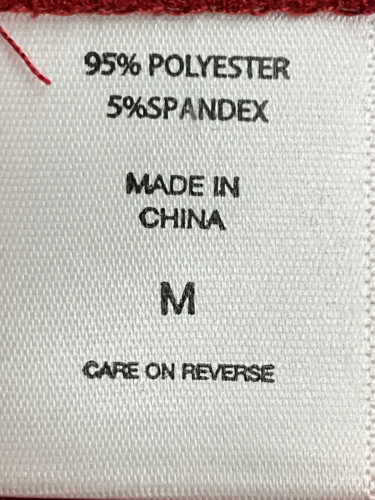 95% POLYESTER
5%SPANDEX
MADE IN
CHINA
M
CARE ON REVERSE